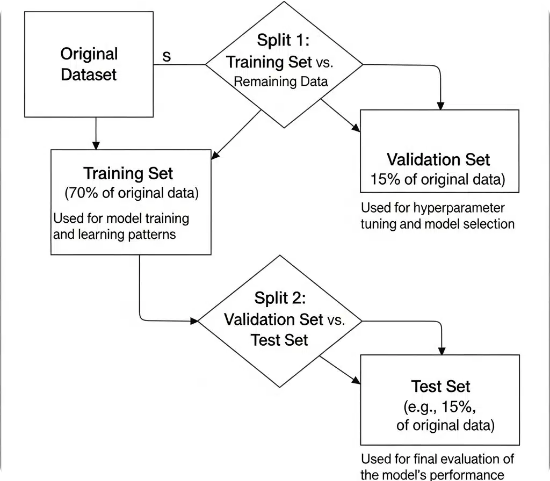 Original
Dataset
S
Split 1:
Training Set vs.
Remaining Data
Training Set
(70% of original data)
Used for model training
and learning patterns
Validation Set
15% of original data)
Used for hyperparameter
tuning and model selection
Split 2:
Validation Set vs.
Test Set
Test Set
(e.g., 15%,
of original data)
Used for final evaluation of
the model's performance